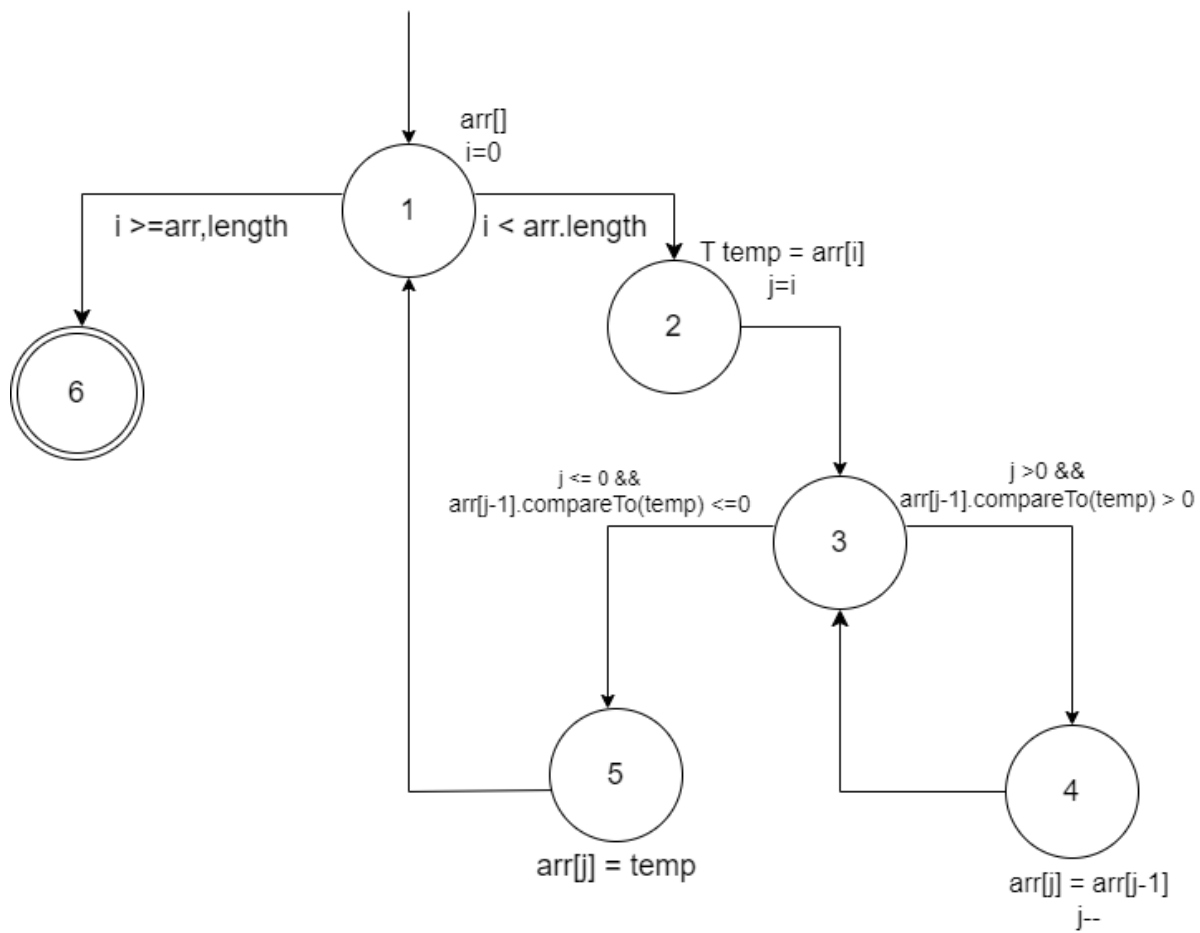 arr[]
i=0
1
i >=arr,length
i < arr.length
T temp = arr[i]
j=i
2
6
j <= 0 &&
arr[j-1].compareTo(temp) <=0
j >0 &&
arr[j-1].compareTo(temp) > 0
3
5
4
arr[j] = temp
arr[j] = arr[j-1]
j--